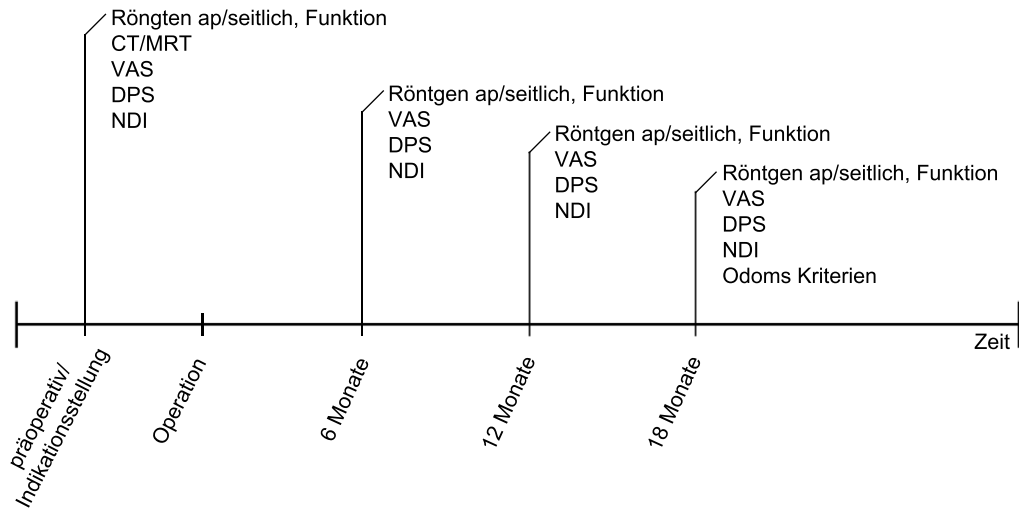 Röngten ap/seitlich, Funktion
CT/MRT
VAS
DPS
NDI
Röntgen ap/seitlich, Funktion
VAS
DPS
NDI
Röntgen ap/seitlich, Funktion
VAS
DPS
NDI
Röntgen ap/seitlich, Funktion
VAS
DPS
NDI
Odoms Kriterien
Zeit
präoperativ/
Indikationsstellung
Operation
6 Monate
12 Monate
18 Monate